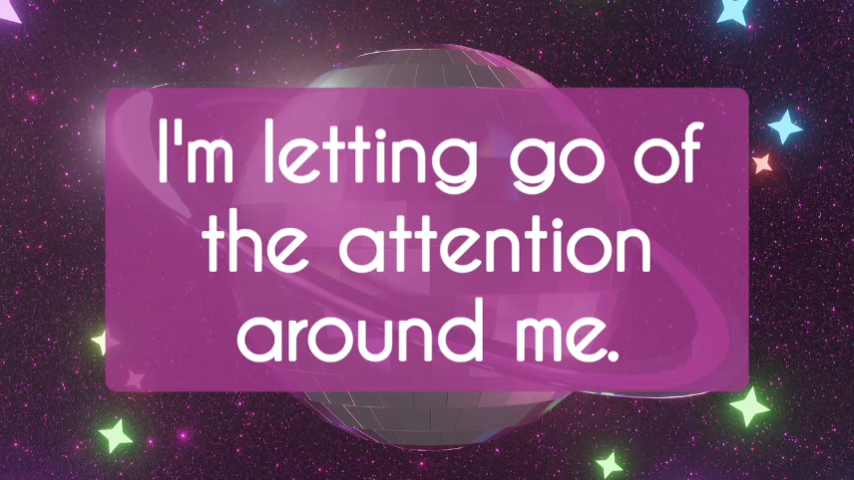 I'm letting go of
the attention
around me.